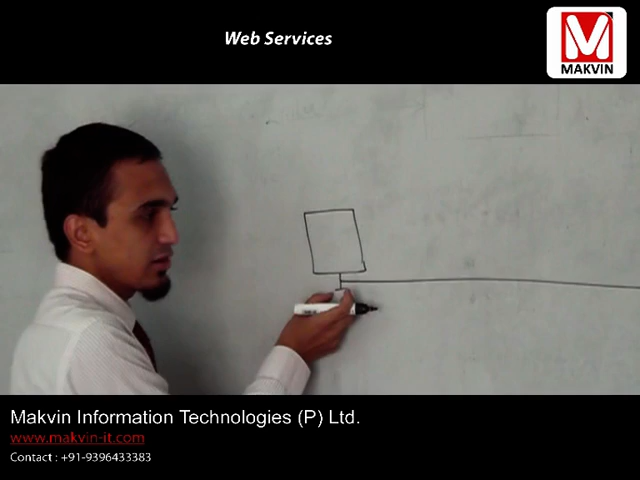 Web Services
MAKVIN
Makvin Information Technologies (P) Ltd.
www.makvin-it.com
Contact : +91-9396433383